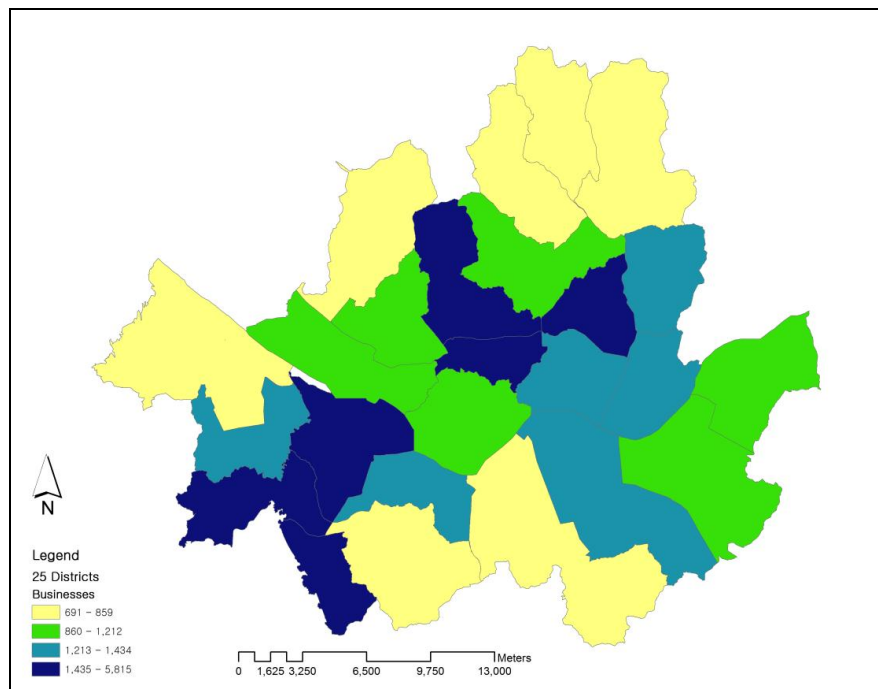 N
Legend
25 Districts
Businesses
691 - 859
860 - 1,212
1,213 - 1,434
1,435 - 5,815
Meters
0 1,625 3,250 6,500 9,750 13,000